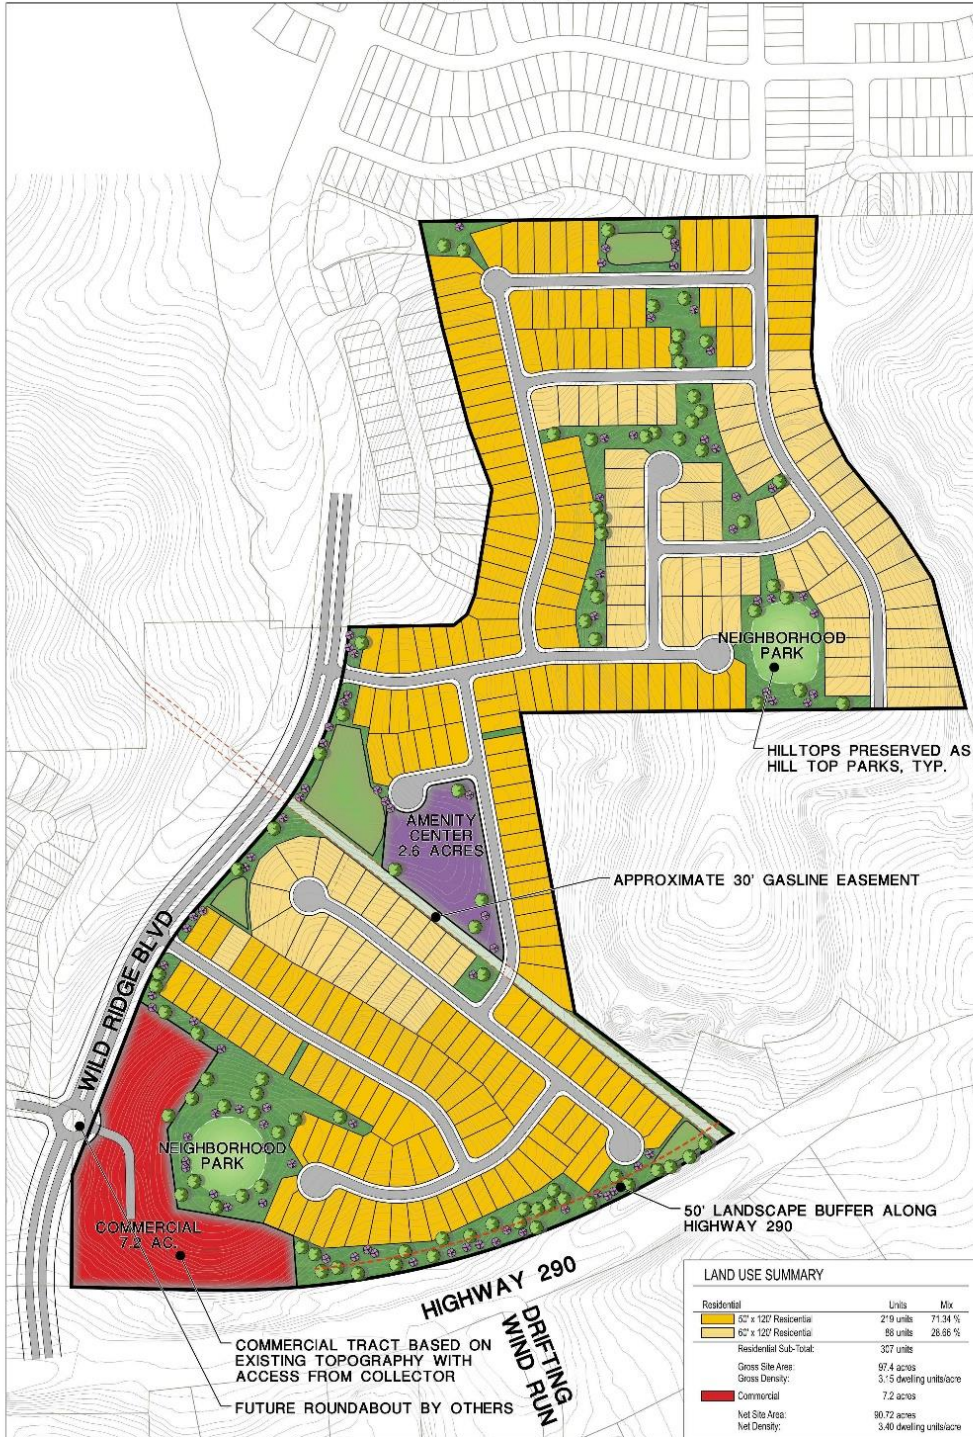 NEIGHBORHOOD
PARK
HILLTOPS PRESERVED AS
HILL TOP PARKS, TYP.
AMENITY
CENTER
2.6 ACRES
APPROXIMATE 30' GASLINE EASEMENT
WILD RIDGE BLVD
NEIGHBORHOOD
PARK
50' LANDSCAPE BUFFER ALONG
HIGHWAY 290
COMMERCIAL
7.2 AC.
HIGHWAY 290
DRIFTING
WIND RUN
COMMERCIAL TRACT BASED ON
EXISTING TOPOGRAPHY WITH
ACCESS FROM COLLECTOR
FUTURE ROUNDABOUT BY OTHERS
LAND USE SUMMARY
Residential Units Mix
50' x 120' Residential 219 units 71.34 %
60' x 120' Residential 88 units 28.66 %
Residential Sub-Total: 307 units
Gross Site Area: 97.4 acres
Gross Density: 3.15 dwelling units/acre
Commercial 7.2 acres
Net Site Area: 90.72 acres
Net Density: 3.40 dwelling units/acre